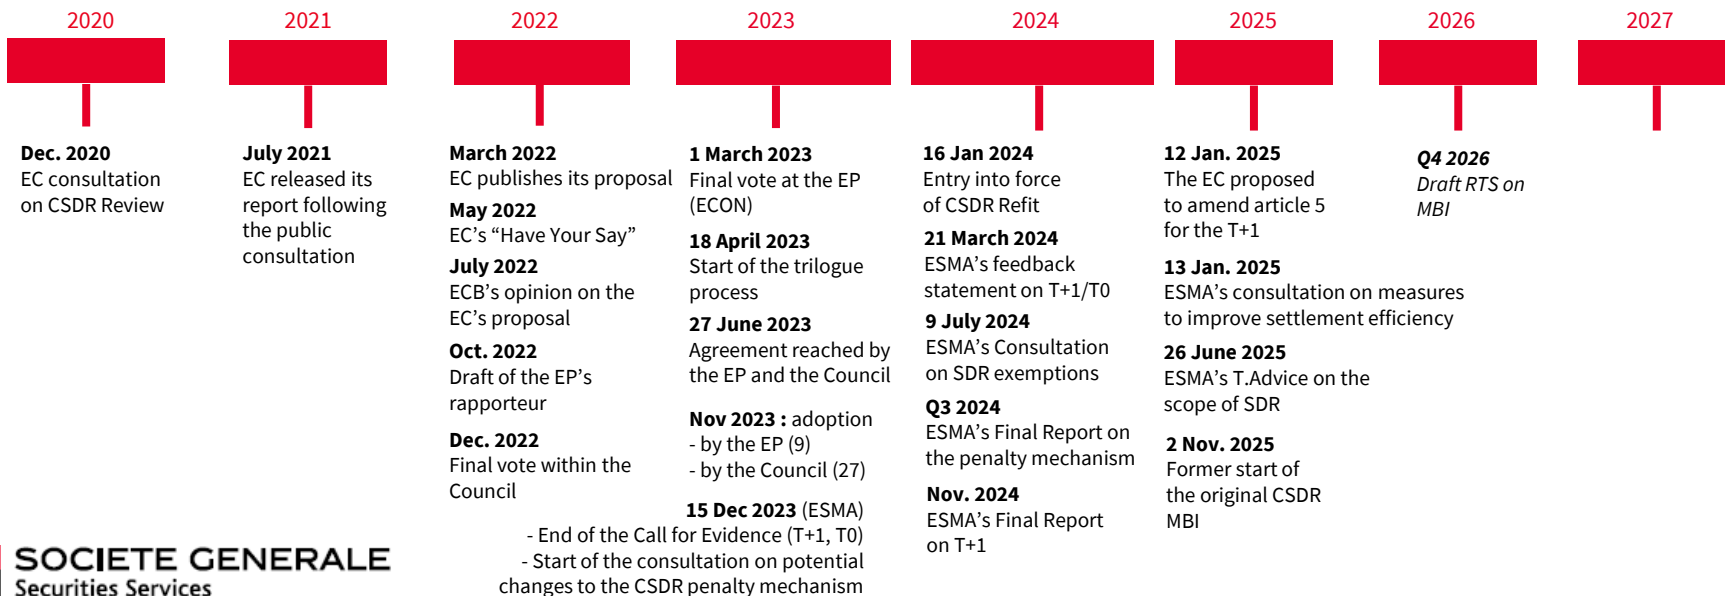 2020
2021
2022
2023
2024
2025
2026
2027
Dec. 2020
EC consultation
on CSDR Review
July 2021
EC released its
report following
the public
consultation
March 2022
EC publishes its proposal
May 2022
EC's “Have Your Say”
July 2022
ECB's opinion on the
EC's proposal
Oct. 2022
Draft of the EP's
rapporteur
Dec. 2022
Final vote within the
Council
1 March 2023
Final vote at the EP
(ECON)
18 April 2023
Start of the trilogue
process
27 June 2023
Agreement reached by
the EP and the Council
Nov 2023 : adoption
- by the EP (9)
- by the Council (27)
15 Dec 2023 (ESMA)
- End of the Call for Evidence (T+1, T0)
- Start of the consultation on potential
changes to the CSDR penalty mechanism
16 Jan 2024
Entry into force
of CSDR Refit
21 March 2024
ESMA's feedback
statement on T+1/T0
9 July 2024
ESMA's Consultation
on SDR exemptions
Q3 2024
ESMA's Final Report on
the penalty mechanism
Nov. 2024
ESMA's Final Report
on T+1
12 Jan. 2025
The EC proposed
to amend article 5
for the T+1
13 Jan. 2025
ESMA's consultation on measures
to improve settlement efficiency
26 June 2025
ESMA's T.Advice on the
scope of SDR
2 Nov. 2025
Former start of
the original CSDR
MBI
Q4 2026
Draft RTS on
MBI
SOCIETE GENERALE
Securities Services